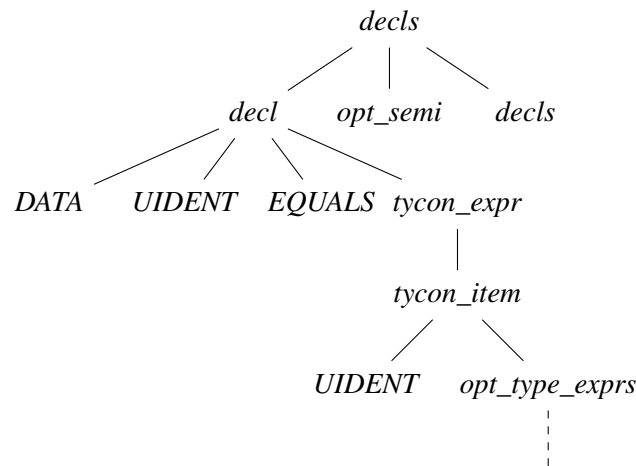 decls
decl opt_semi decls
DATA UIDENT EQUALS tycon_expr
tycon_item
UIDENT opt_type_exprs